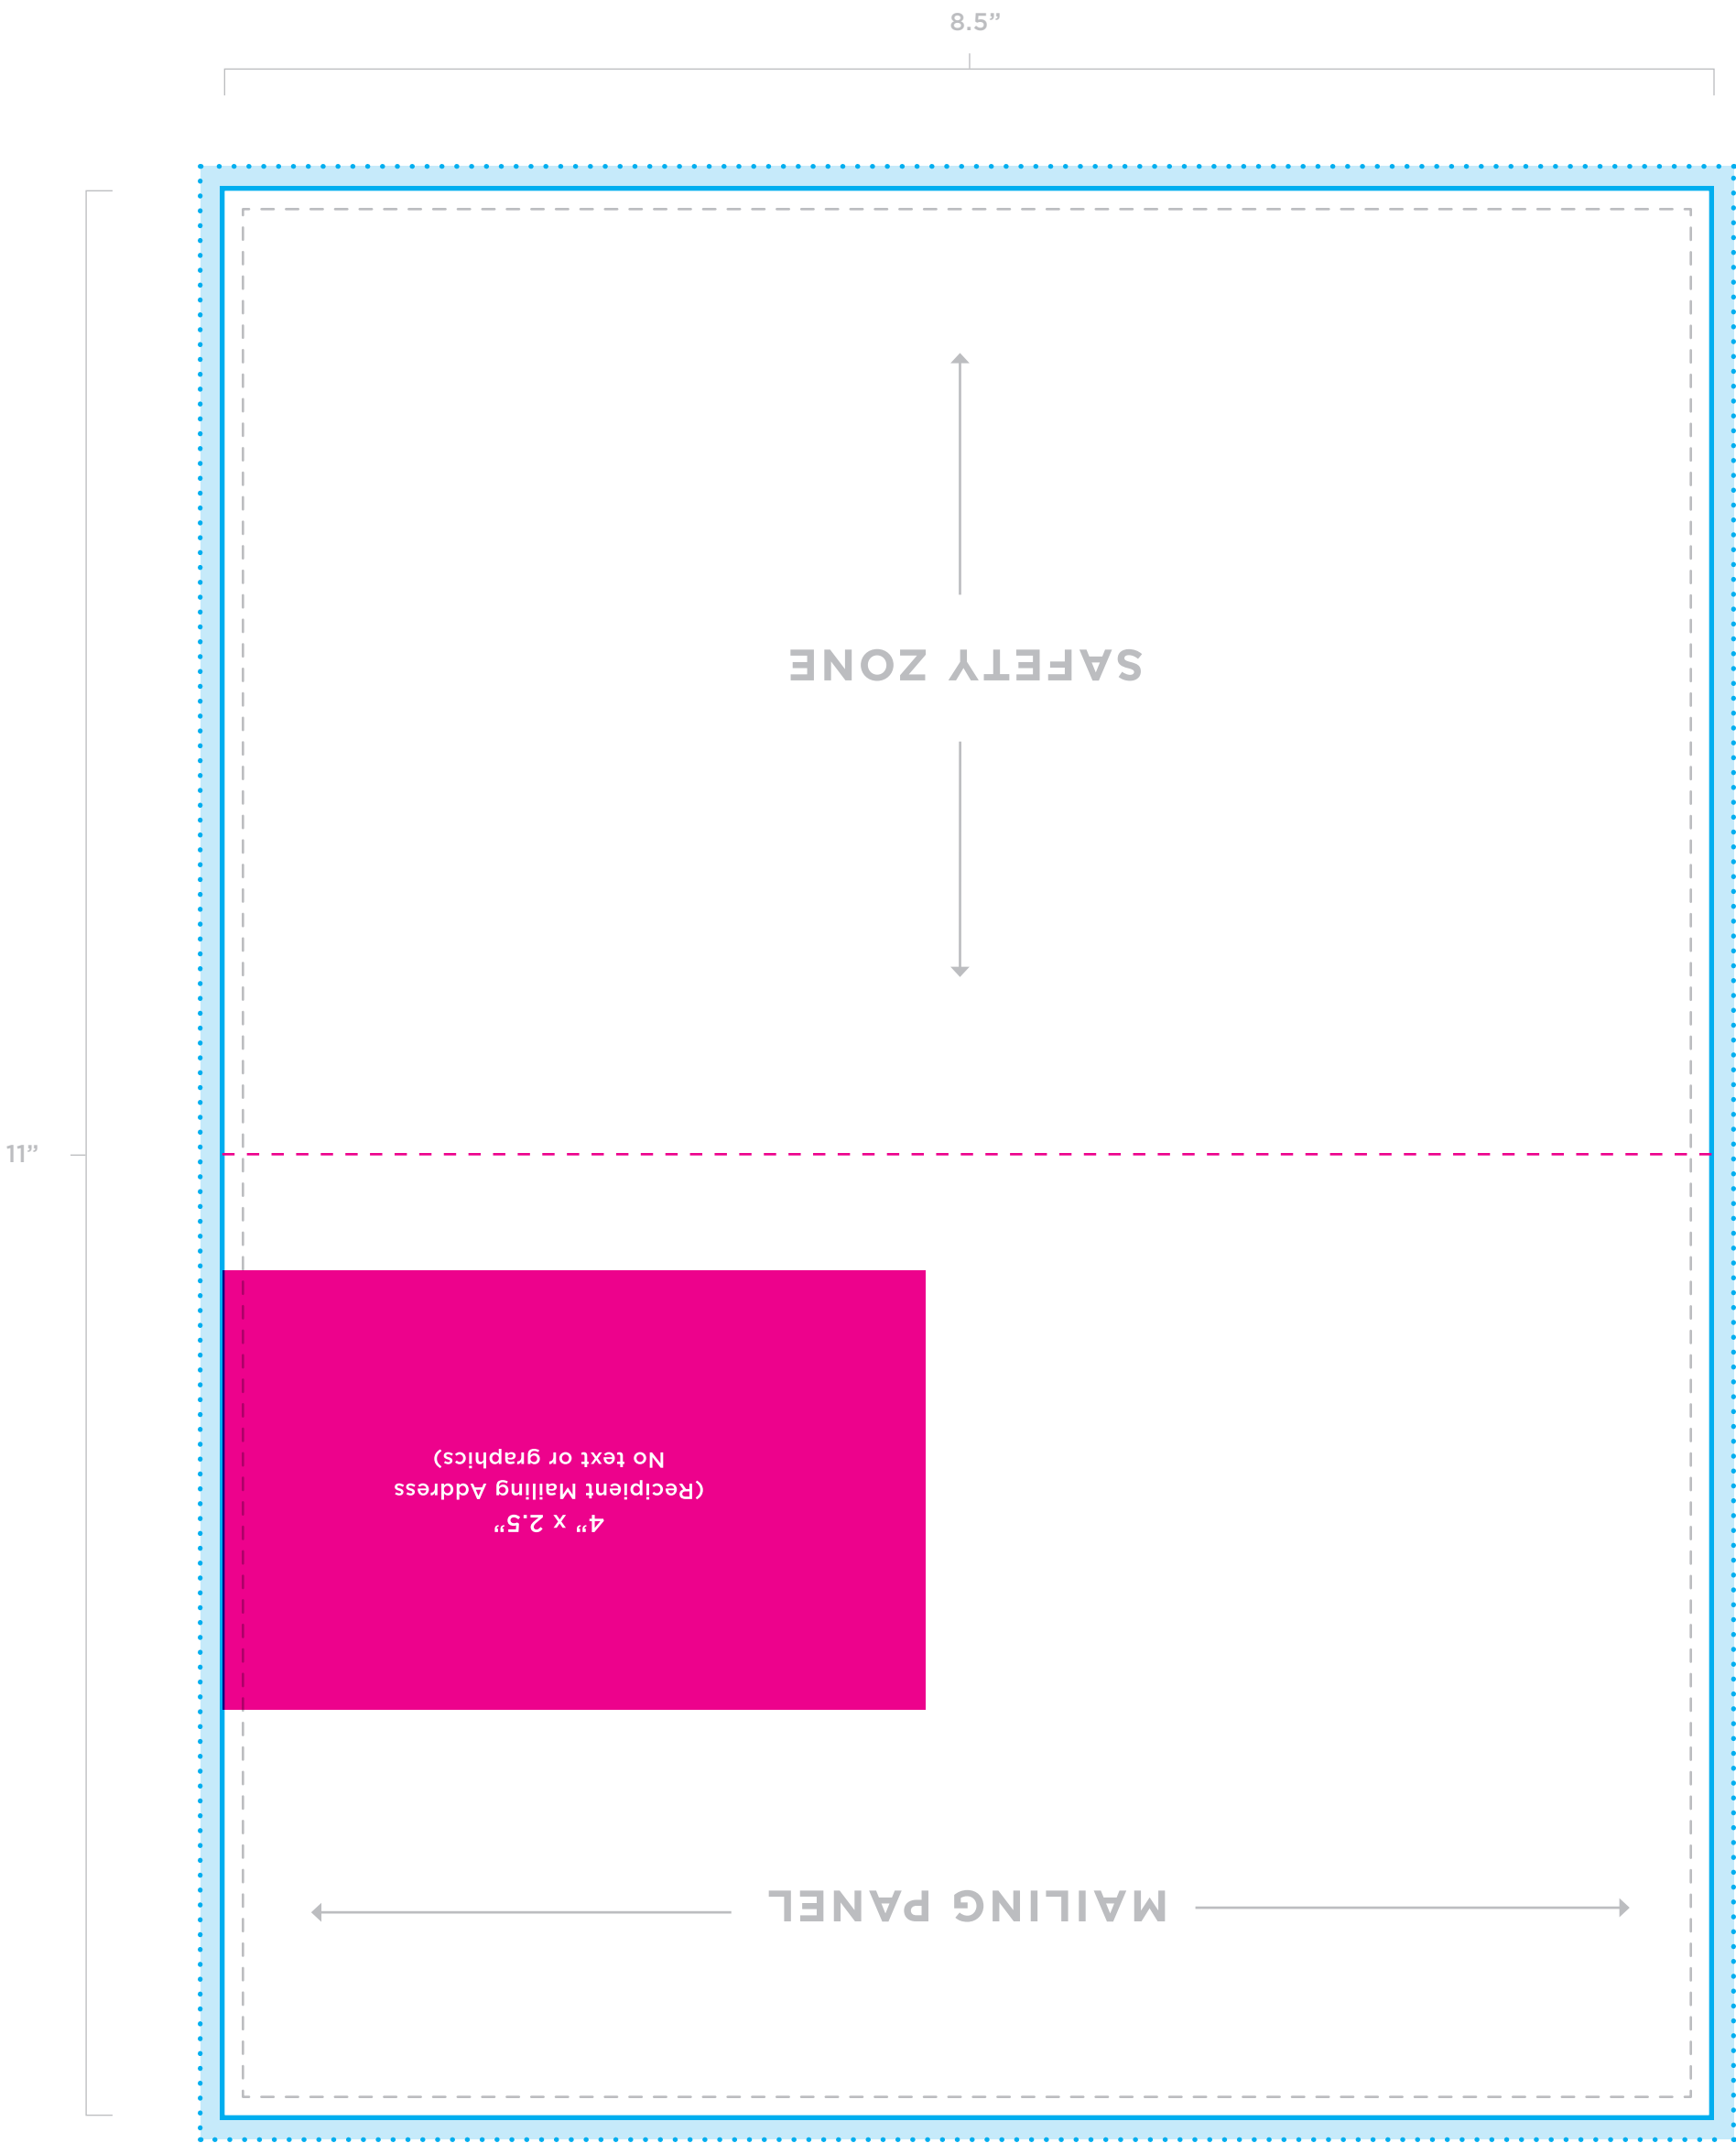 8.5”
11”
SAFETY ZONE
4” x 2.5”
(Recipient Mailing Address
No text or graphics)
MAILING PANEL